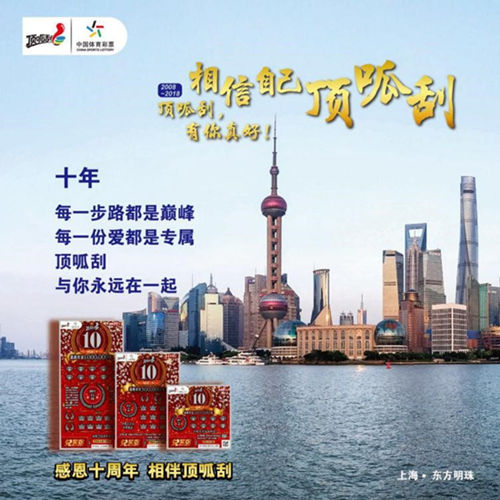 顶呱刮
中国体育彩票
CHINA SPORTS LOTTERY
2008
~2018
相信自己 顶呱刮
顶呱刮，
有你真好！
十年
每一步路都是巅峰
每一份爱都是专属
顶呱刮
与你永远在一起
10
10
10
感恩十周年 相伴顶呱刮
上海·东方明珠